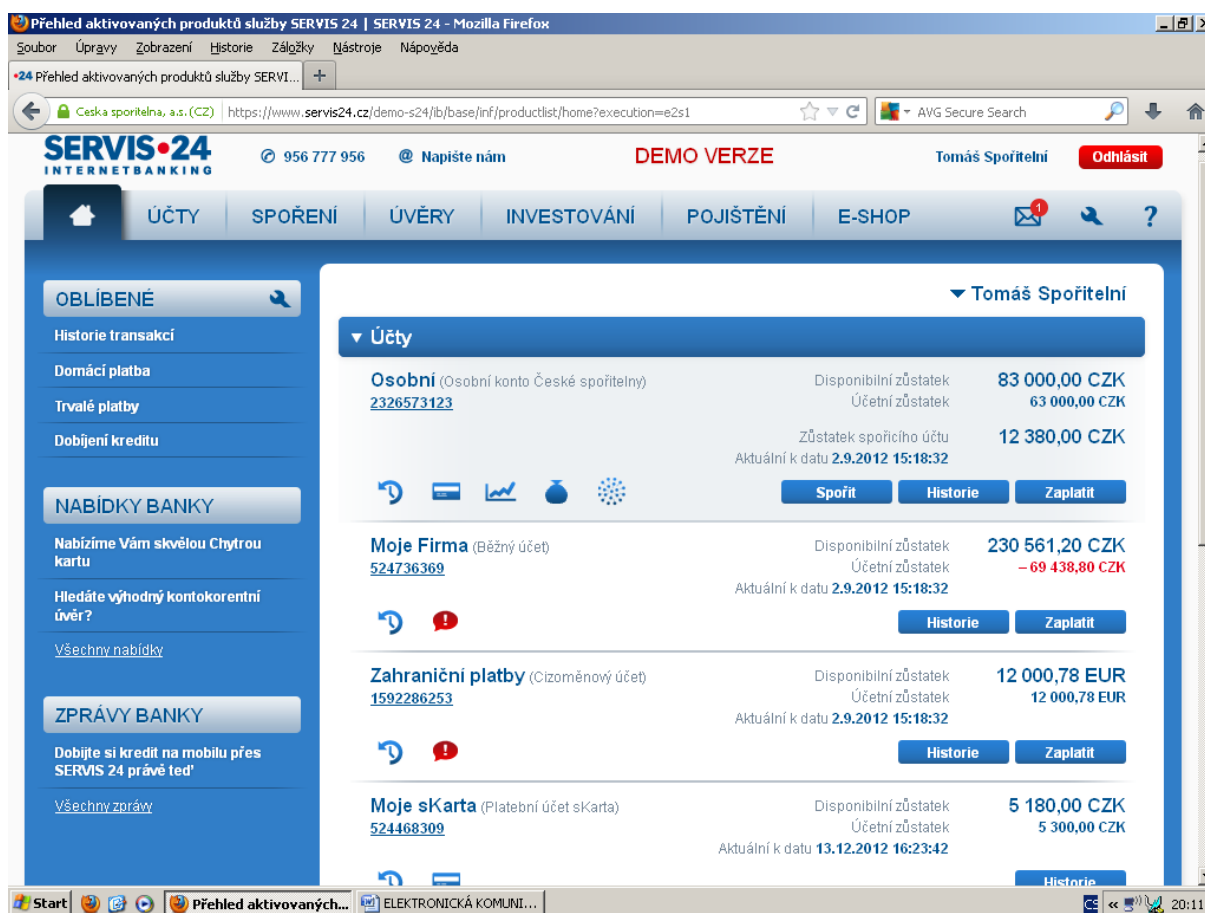 Přehled aktivovaných produktů služby SERVIS 24 | SERVIS 24 - Mozilla Firefox
Soubor Úpravy Zobrazení Historie Záložky Nástroje Nápověda
•24 Přehled aktivovaných produktů služby SERVI... +
Ceska sporitelna, a.s. (CZ) https://www.servis24.cz/demo-s24/ib/base/inf/productlist/home?execution=e2s1 AVG Secure Search
SERVIS•24
INTERNETBANKING
956 777 956 @ Napište nám DEMO VERZE Tomáš Spořitelní Odhlásit
ÚČTY SPOŘENÍ ÚVĚRY INVESTOVÁNÍ POJIŠTĚNÍ E-SHOP 1 ?
OBLÍBENÉ
Historie transakcí
Domácí platba
Trvalé platby
Dobíjení kreditu
NABÍDKY BANKY
Nabízíme Vám skvělou Chytrou
kartu
Hledáte výhodný kontokorentní
úvěr?
Všechny nabídky
ZPRÁVY BANKY
Dobijte si kredit na mobilu přes
SERVIS 24 právě teď'
Všechny zprávy
Tomáš Spořitelní
Účty
Osobní (Osobní konto České spořitelny) Disponibilní zůstatek 83 000,00 CZK
2326573123 Účetní zůstatek 63 000,00 CZK
Zůstatek spořicího účtu 12 380,00 CZK
Aktuální k datu 2.9.2012 15:18:32
Spořit Historie Zaplatit
Moje Firma (Běžný účet) Disponibilní zůstatek 230 561,20 CZK
524736369 Účetní zůstatek – 69 438,80 CZK
Aktuální k datu 2.9.2012 15:18:32
Historie Zaplatit
Zahraniční platby (Cizoměnový účet) Disponibilní zůstatek 12 000,78 EUR
1592286253 Účetní zůstatek 12 000,78 EUR
Aktuální k datu 2.9.2012 15:18:32
Historie Zaplatit
Moje sKarta (Platební účet sKarta) Disponibilní zůstatek 5 180,00 CZK
524468309 Účetní zůstatek 5 300,00 CZK
Aktuální k datu 13.12.2012 16:23:42
Historie
Start Přehled aktivovaných... ELEKTRONICKÁ KOMUNI... CS « 20:11